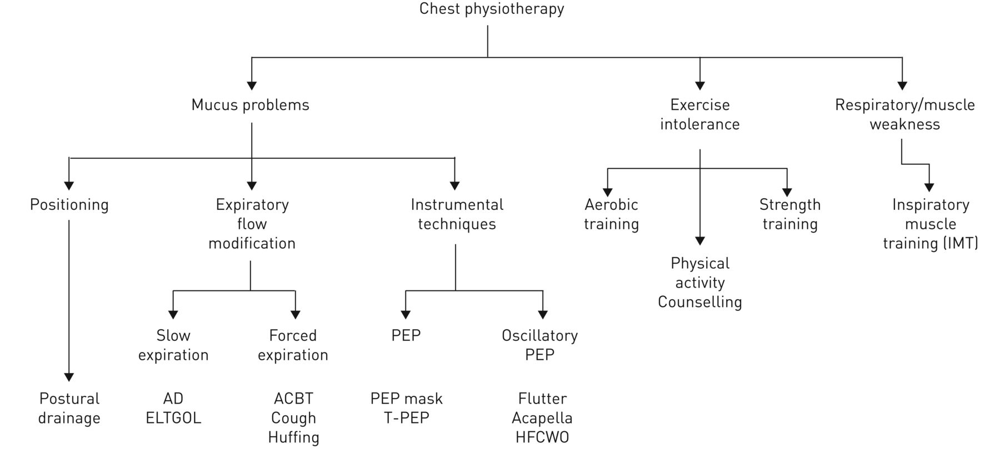 Chest physiotherapy
Mucus problems
Exercise
intolerance
Respiratory/muscle
weakness
Positioning
Expiratory
flow
modification
Instrumental
techniques
Aerobic
training
Physical
activity
Counselling
Strength
training
Inspiratory
muscle
training (IMT)
Slow
expiration
Forced
expiration
PEP
Oscillatory
PEP
Postural
drainage
AD
ELTGOL
ACBT
Cough
Huffing
PEP mask
T-PEP
Flutter
Acapella
HFCWO